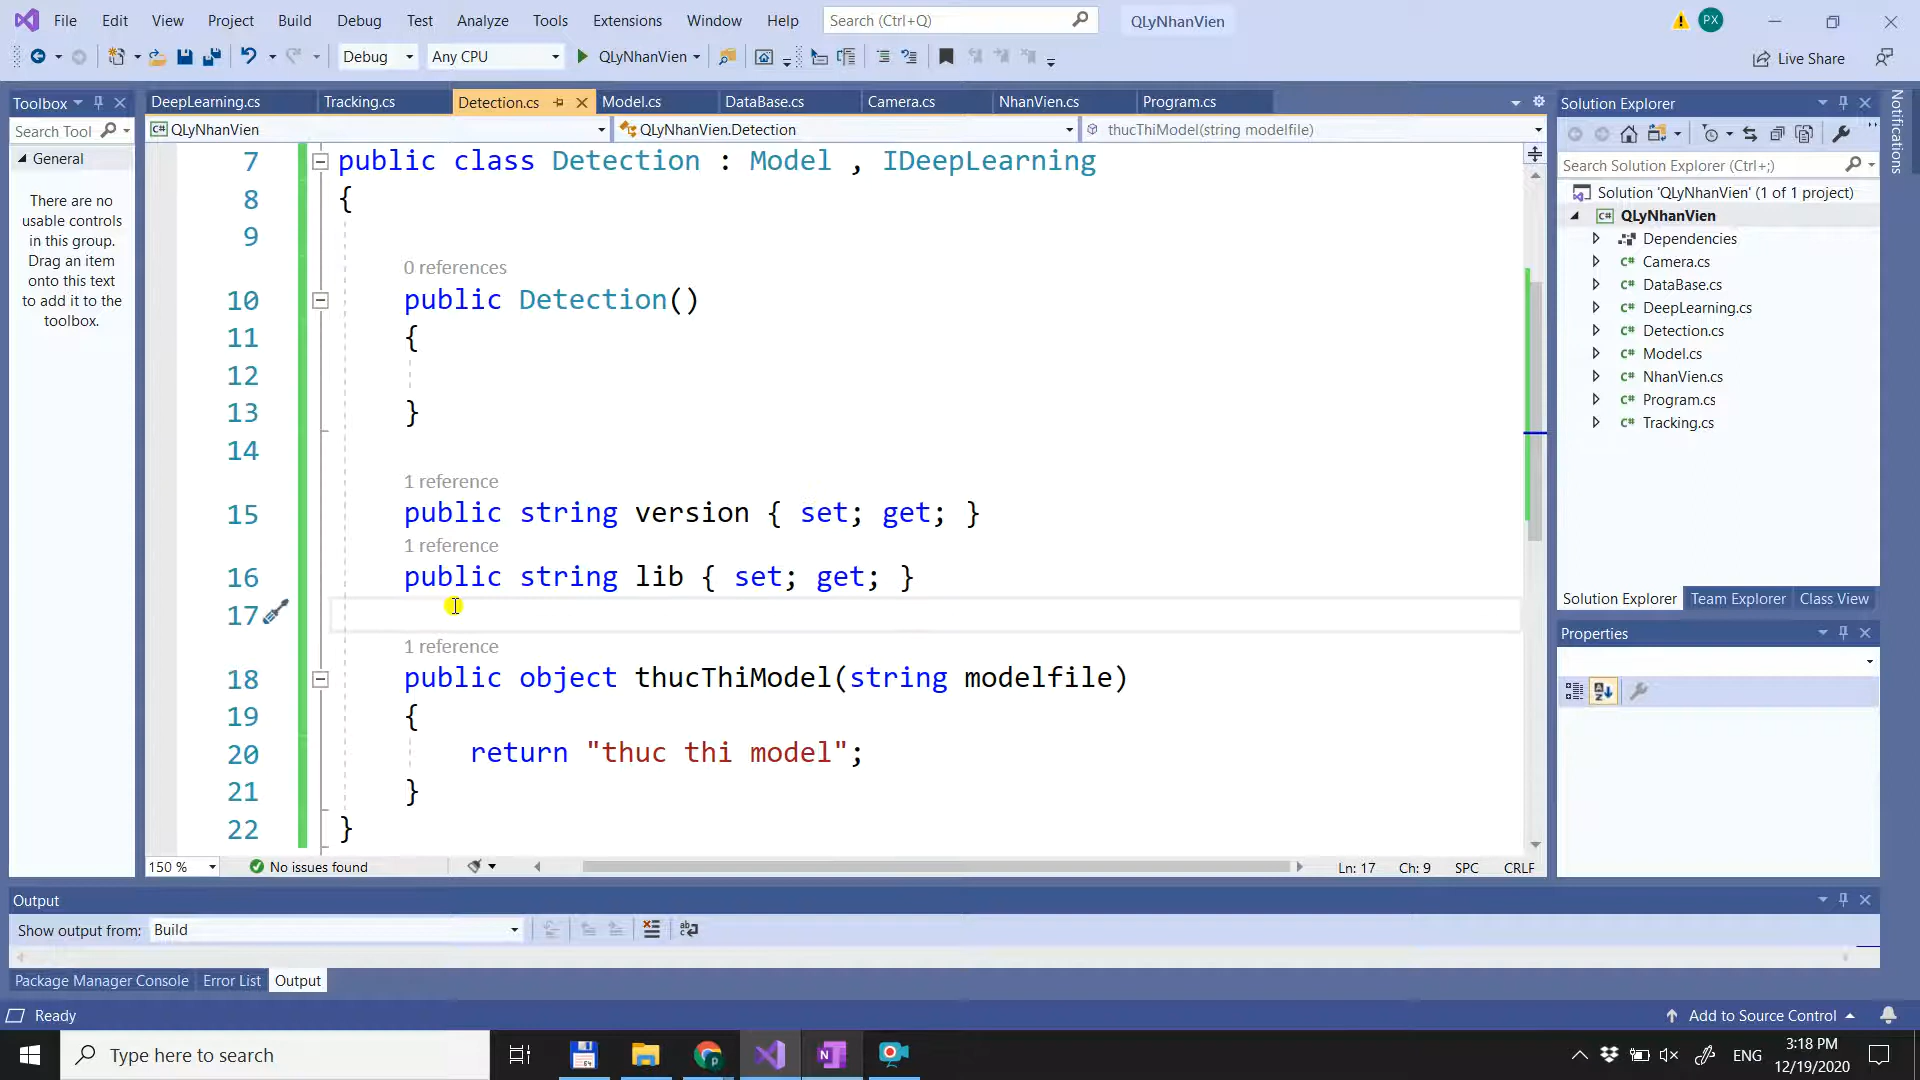 File Edit View Project Build Debug Test Analyze Tools Extensions Window Help Search (Ctrl+Q) QLyNhanVien PX
Debug Any CPU QLyNhanVien Live Share
Toolbox
Search Tool
General
There are no
usable controls
in this group.
Drag an item
onto this text
to add it to the
toolbox.
DeepLearning.cs Tracking.cs Detection.cs Model.cs DataBase.cs Camera.cs NhanVien.cs Program.cs
C# QLyNhanVien QLyNhanVien.Detection thucThiModel(string modelfile)
7 public class Detection : Model , IDeepLearning
8 {
9
0 references
10 public Detection()
11 {
12
13 }
14
1 reference
15 public string version { set; get; }
1 reference
16 public string lib { set; get; }
17
1 reference
18 public object thucThiModel(string modelfile)
19 {
20 return "thuc thi model";
21 }
22 }
150 % No issues found Ln: 17 Ch: 9 SPC CRLF
Solution Explorer
Search Solution Explorer (Ctrl+;)
Solution 'QLyNhanVien' (1 of 1 project)
C# QLyNhanVien
Dependencies
C# Camera.cs
C# DataBase.cs
C# DeepLearning.cs
C# Detection.cs
C# Model.cs
C# NhanVien.cs
C# Program.cs
C# Tracking.cs
Solution Explorer Team Explorer Class View
Properties
Notifications
Output
Show output from: Build
Package Manager Console Error List Output
Ready Add to Source Control
Type here to search
ENG
3:18 PM
12/19/2020